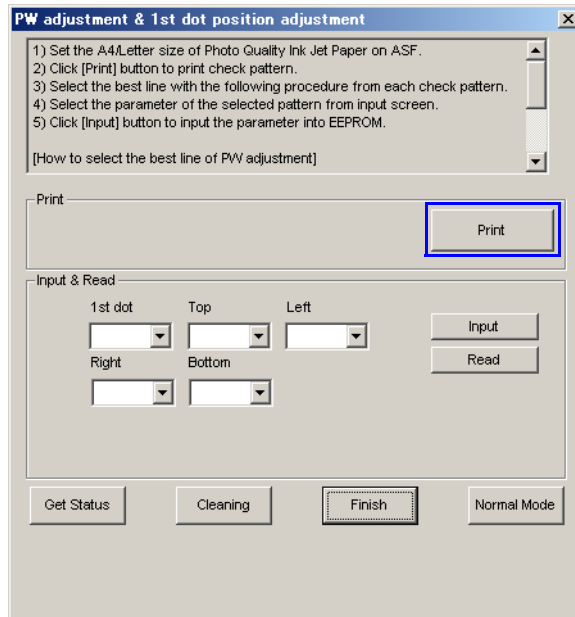 PW adjustment & 1st dot position adjustment
1) Set the A4/Letter size of Photo Quality Ink Jet Paper on ASF.
2) Click [Print] button to print check pattern.
3) Select the best line with the following procedure from each check pattern.
4) Select the parameter of the selected pattern from input screen.
5) Click [Input] button to input the parameter into EEPROM.
[How to select the best line of PW adjustment]
Print
Print
Input & Read
1st dot Top Left
Input
Read
Right Bottom
Get Status Cleaning Finish Normal Mode